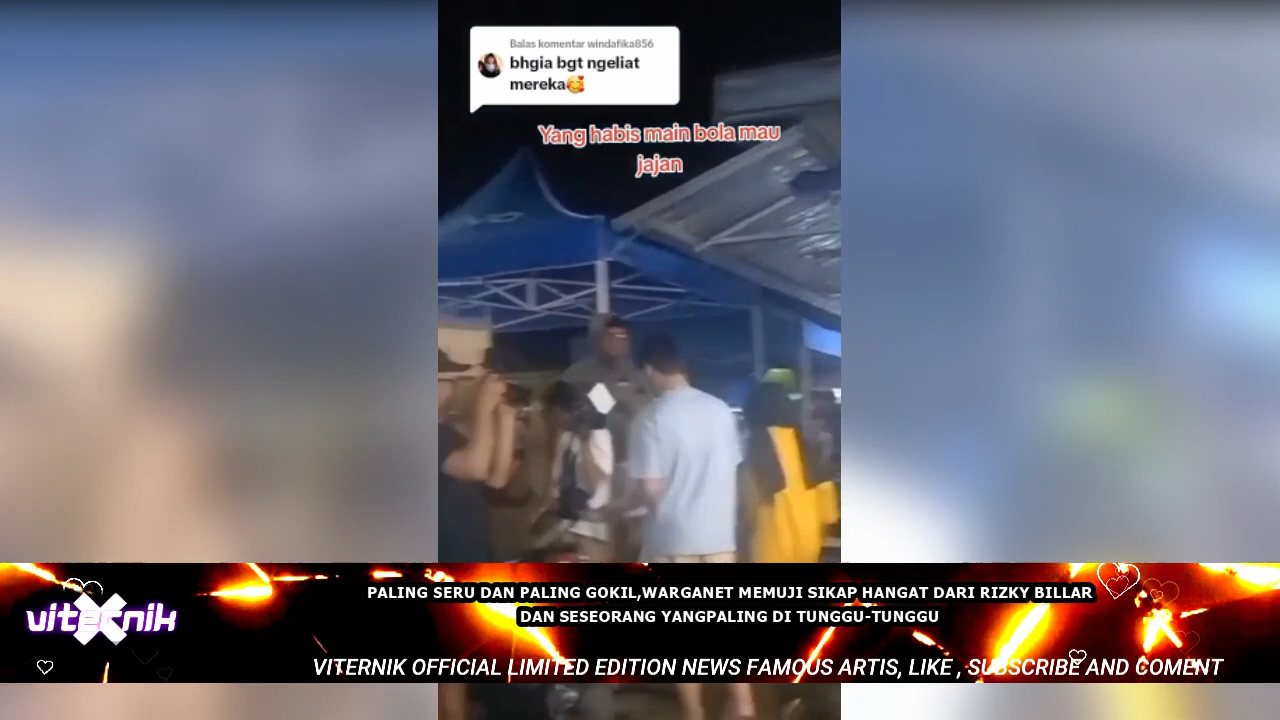 Balas komentar windafika856
bhgia bgt ngeliat
mereka🥰
Yang habis main bola mau
jajan
viternik
PALING SERU DAN PALING GOKIL,WARGANET MEMUJI SIKAP HANGAT DARI RIZKY BILLAR
DAN SESEORANG YANGPALING DI TUNGGU-TUNGGU
VITERNIK OFFICIAL LIMITED EDITION NEWS FAMOUS ARTIS, LIKE , SUBSCRIBE AND COMENT